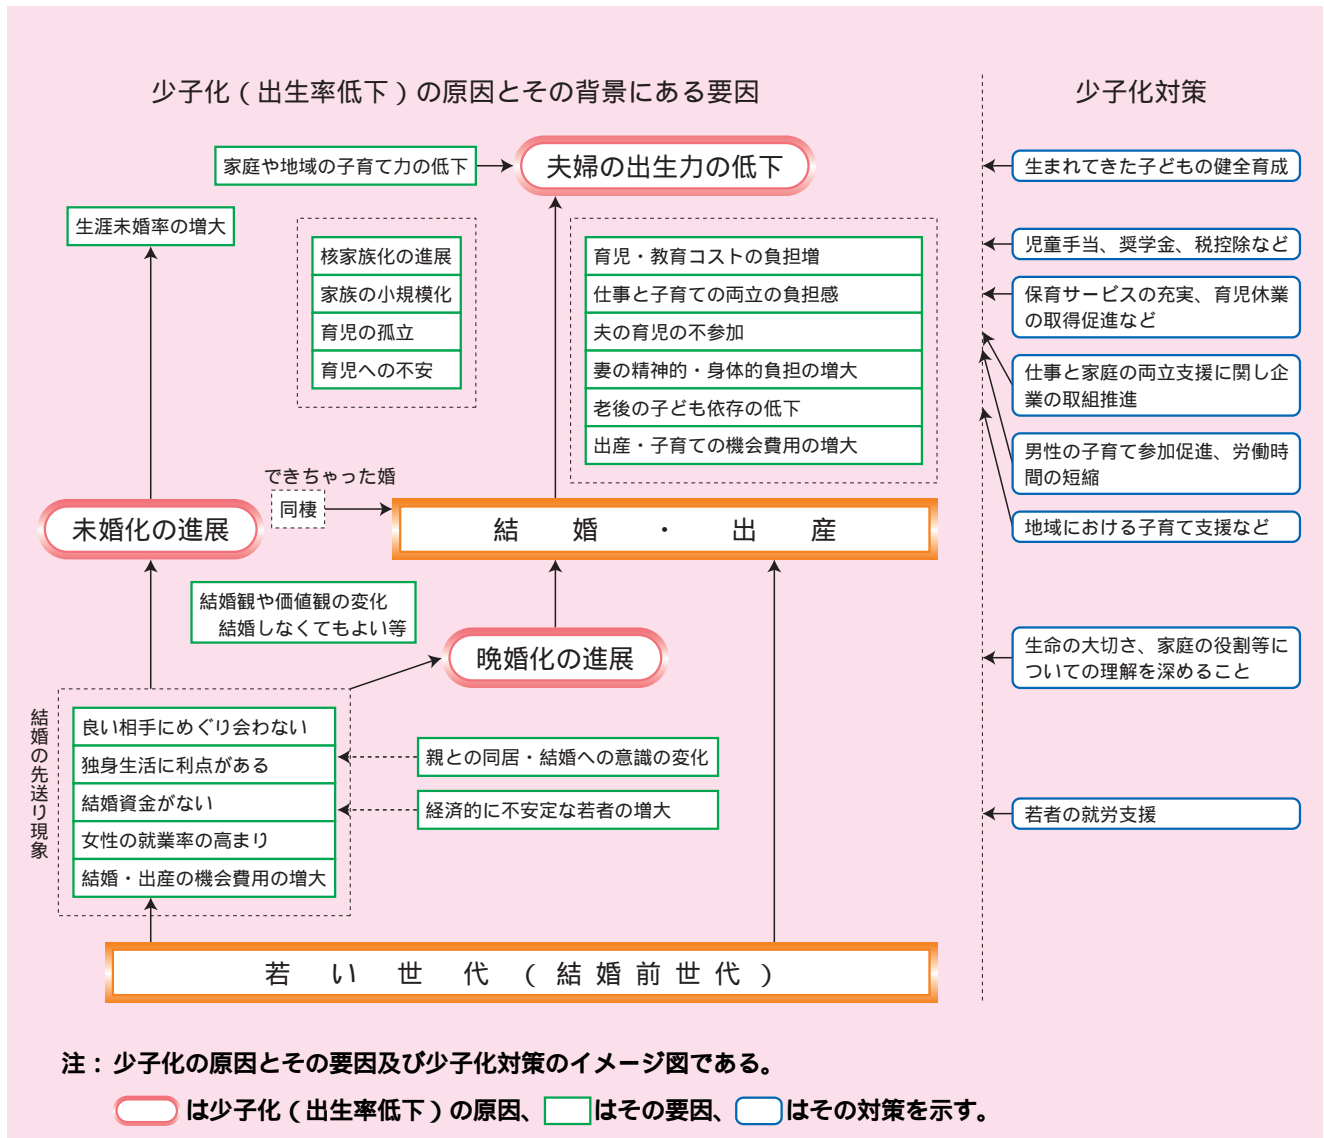 少子化（出生率低下）の原因とその背景にある要因
少子化対策
家庭や地域の子育て力の低下
夫婦の出生力の低下
生涯未婚率の増大
核家族化の進展
家族の小規模化
育児の孤立
育児への不安
育児・教育コストの負担増
仕事と子育ての両立の負担感
夫の育児の不参加
妻の精神的・身体的負担の増大
老後の子ども依存の低下
出産・子育ての機会費用の増大
できちゃった婚
同棲
未婚化の進展
結婚・出産
結婚観や価値観の変化
結婚しなくてもよい等
晩婚化の進展
結婚の先送り現象
良い相手にめぐり会わない
独身生活に利点がある
結婚資金がない
女性の就業率の高まり
結婚・出産の機会費用の増大
親との同居・結婚への意識の変化
経済的に不安定な若者の増大
若い世代（結婚前世代）
生まれてきた子どもの健全育成
児童手当、奨学金、税控除など
保育サービスの充実、育児休業
の取得促進など
仕事と家庭の両立支援に関し企
業の取組推進
男性の子育て参加促進、労働時
間の短縮
地域における子育て支援など
生命の大切さ、家庭の役割等に
ついての理解を深めること
若者の就労支援
注：少子化の原因とその要因及び少子化対策のイメージ図である。
は少子化（出生率低下）の原因、はその要因、はその対策を示す。